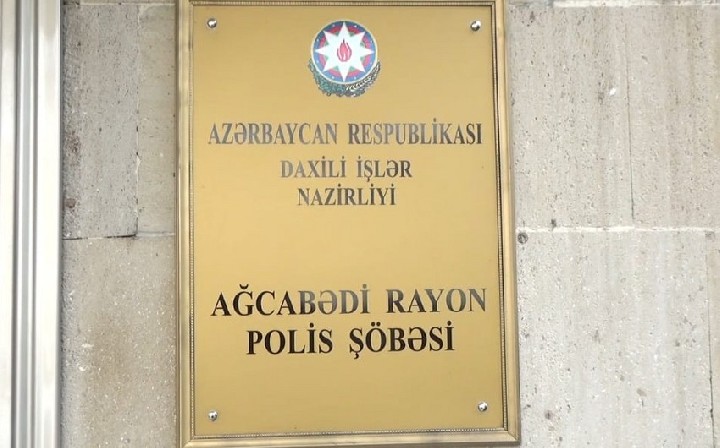 AZƏRBAYCAN RESPUBLİKASI
DAXİLİ İŞLƏR
NAZİRLİYİ
AĞCABƏDİ RAYON
POLİS ŞÖBƏSİ